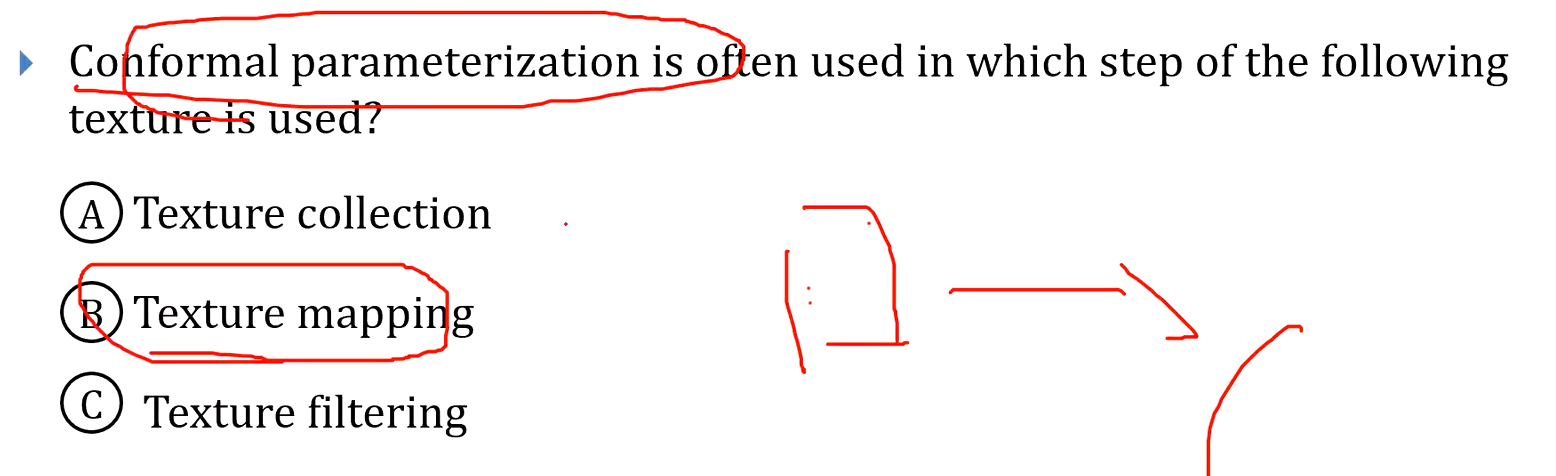 Conformal parameterization is often used in which step of the following
texture is used?
A Texture collection
B Texture mapping
C Texture filtering